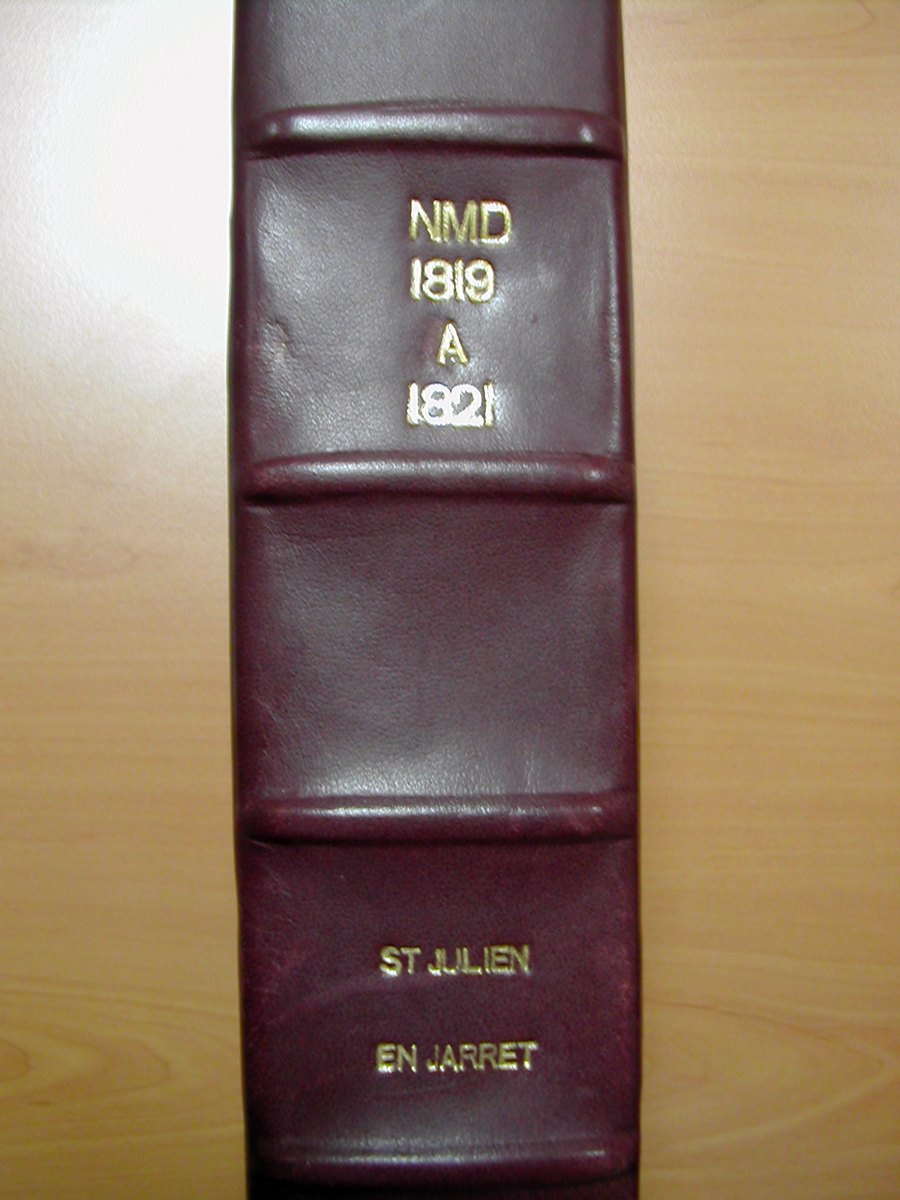 NMD
1819
A
1821
ST JULIEN
EN JARRET